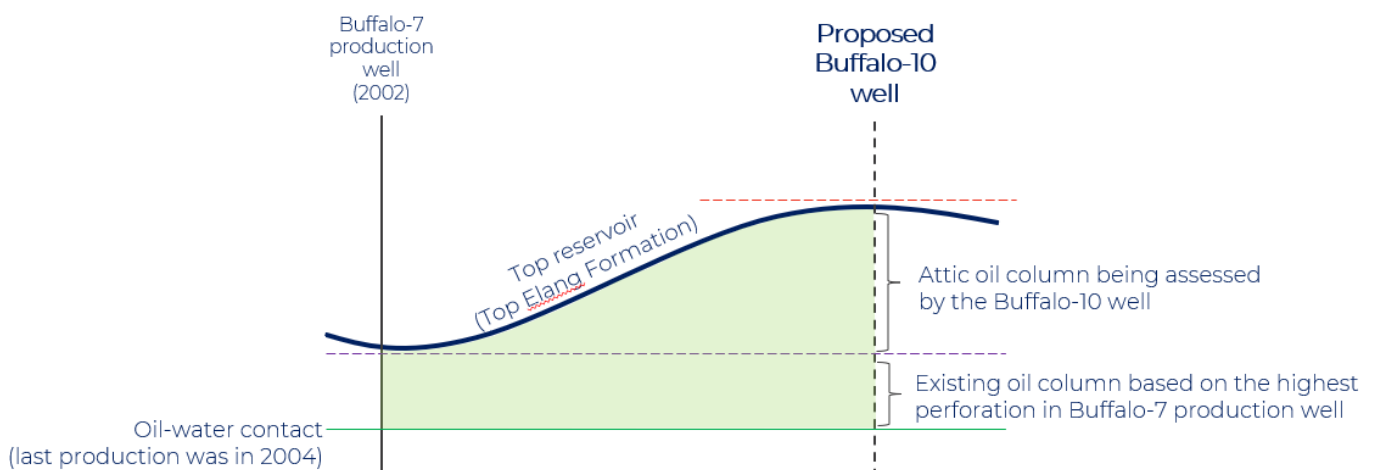 Buffalo-7
production
well
(2002)
Proposed
Buffalo-10
well
Top reservoir
(Top Elang Formation)
Attic oil column being assessed
by the Buffalo-10 well
Existing oil column based on the highest
perforation in Buffalo-7 production well
Oil-water contact
(last production was in 2004)